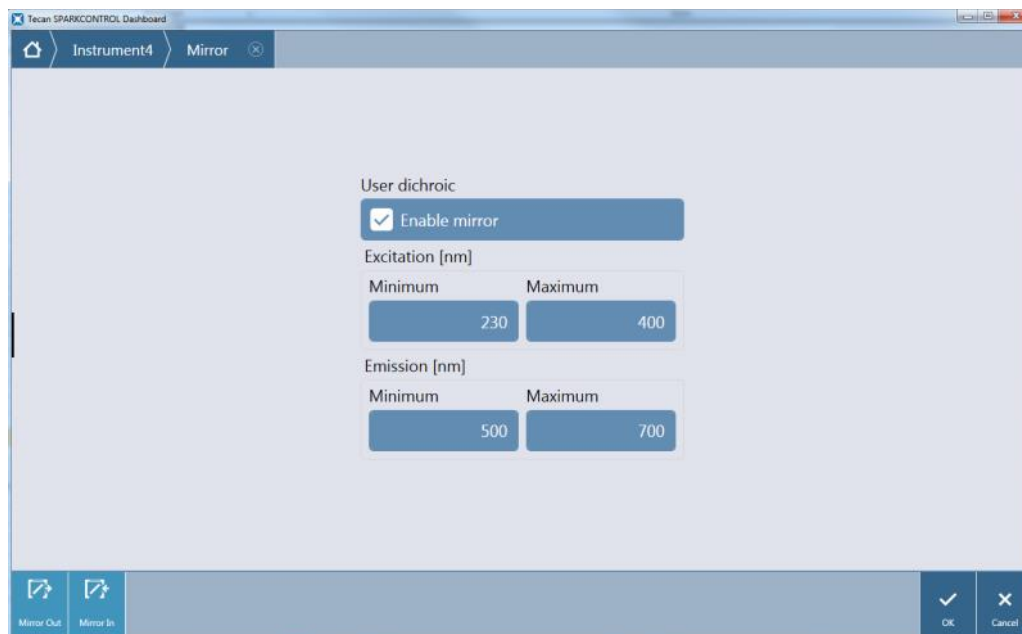 Tecan SPARKCONTROL Dashboard
Instrument4 Mirror
User dichroic
Enable mirror
Excitation [nm]
Minimum Maximum
230 400
Emission [nm]
Minimum Maximum
500 700
Mirror Out Mirror In OK Cancel